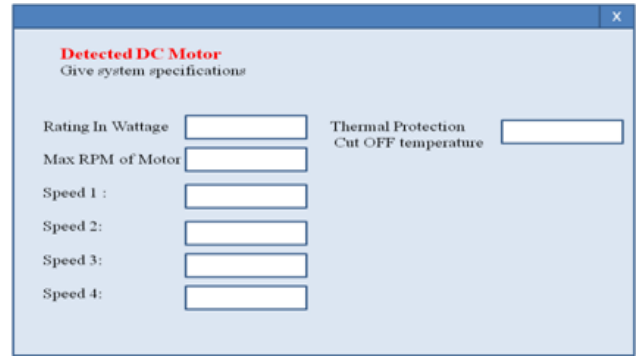 X
Detected DC Motor
Give system specifications
Rating In Wattage
Thermal Protection
Cut OFF temperature
Max RPM of Motor
Speed 1 :
Speed 2:
Speed 3:
Speed 4: